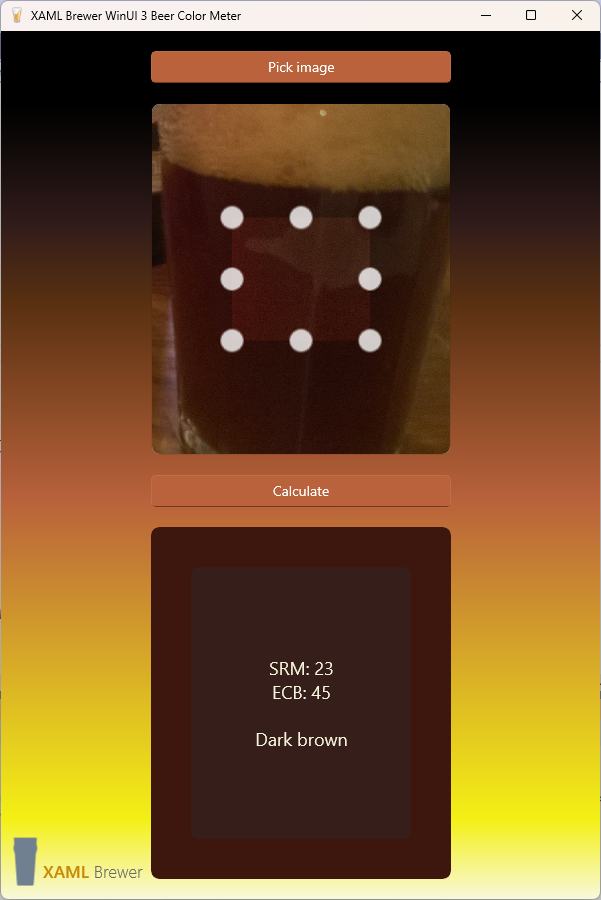 XAML Brewer WinUI 3 Beer Color Meter
Pick image
Calculate
SRM: 23
ECB: 45
Dark brown
XAML Brewer